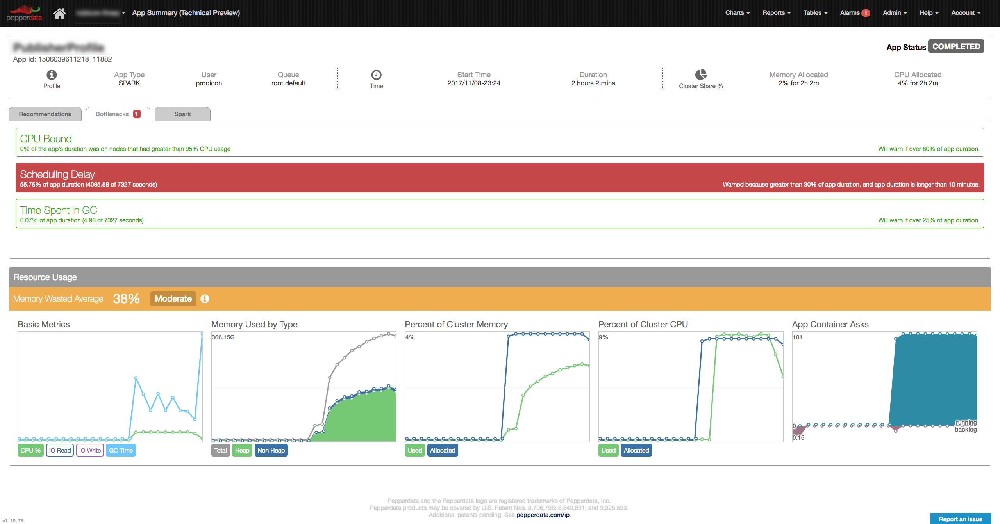 pepperdata
App Summary (Technical Preview)
Charts
Reports
Tables
Alarms 1
Admin
Help
Account
App Status COMPLETED
App Id: 1506039611218_11882
Profile
App Type
SPARK
User
prodicon
Queue
root.default
Time
Start Time
2017/11/08-23:24
Duration
2 hours 2 mins
Cluster Share %
Memory Allocated
2% for 2h 2m
CPU Allocated
4% for 2h 2m
Recommendations
Bottlenecks 1
Spark
CPU Bound
0% of the app's duration was on nodes that had greater than 95% CPU usage
Will warn if over 80% of app duration.
Scheduling Delay
55.76% of app duration (4085.58 of 7327 seconds)
Warned because greater than 30% of app duration, and app duration is longer than 10 minutes.
Time Spent In GC
0.07% of app duration (4.98 of 7327 seconds)
Will warn if over 25% of app duration.
Resource Usage
Memory Wasted Average 38% Moderate
Basic Metrics
CPU %
IO Read
IO Write
GC Time
Memory Used by Type
366.15G
Total
Heap
Non Heap
Percent of Cluster Memory
4%
Used
Allocated
Percent of Cluster CPU
9%
Used
Allocated
App Container Asks
101
0
running
backlog
0.15
Pepperdata and the Pepperdata logo are registered trademarks of Pepperdata, Inc.
Pepperdata products may be covered by U.S. Patent Nos. 8,706,798; 8,849,891; and 9,325,593.
Additional patents pending. See pepperdata.com/ip.
v1.10.78
Report an issue